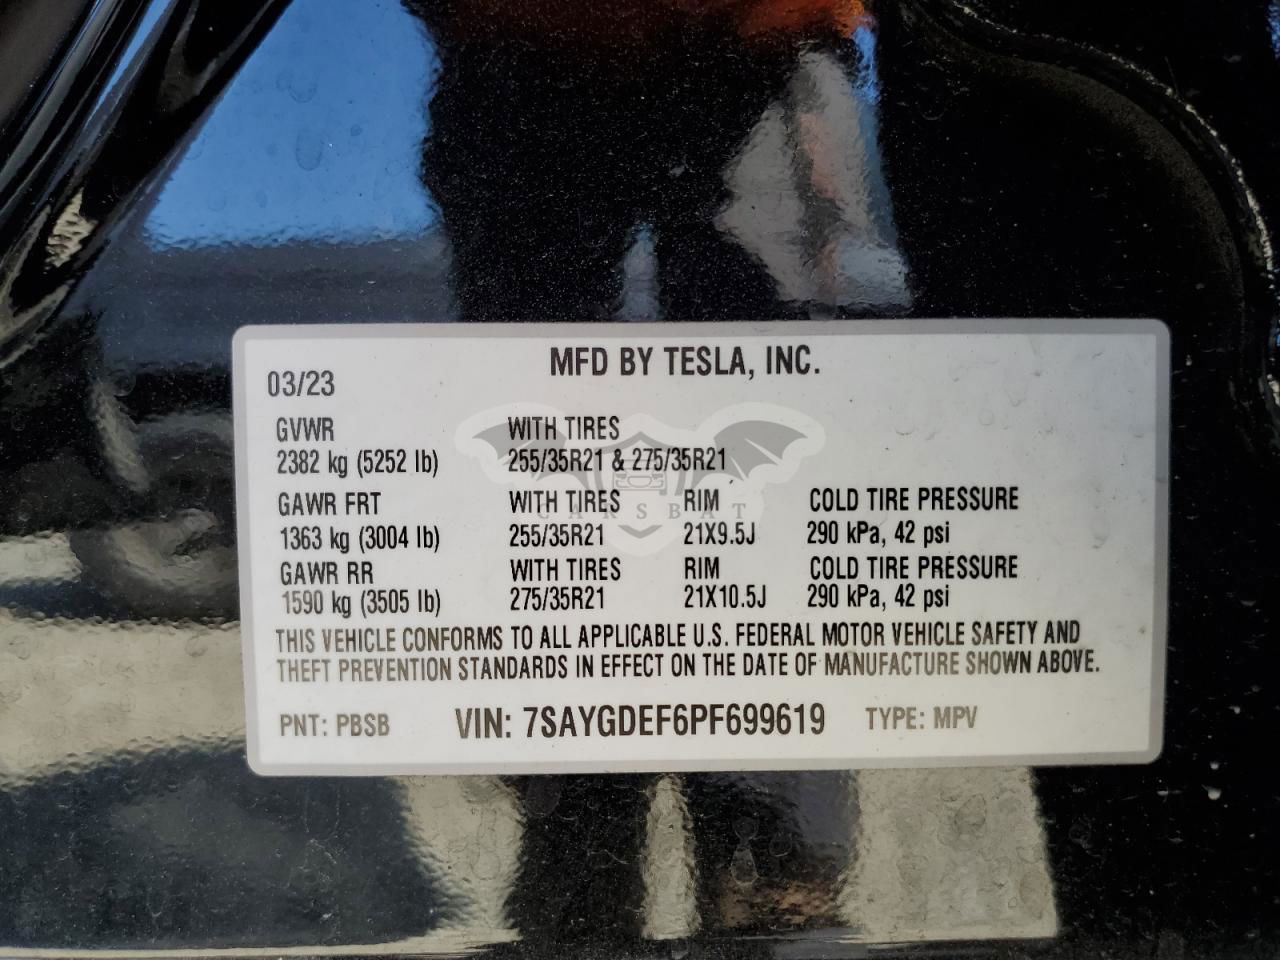 MFD BY TESLA, INC.
03/23
GVWR WITH TIRES
2382 kg (5252 lb) 255/35R21 & 275/35R21
GAWR FRT WITH TIRES RIM COLD TIRE PRESSURE
1363 kg (3004 lb) 255/35R21 21X9.5J 290 kPa, 42 psi
GAWR RR WITH TIRES RIM COLD TIRE PRESSURE
1590 kg (3505 lb) 275/35R21 21X10.5J 290 kPa, 42 psi
THIS VEHICLE CONFORMS TO ALL APPLICABLE U.S. FEDERAL MOTOR VEHICLE SAFETY AND
THEFT PREVENTION STANDARDS IN EFFECT ON THE DATE OF MANUFACTURE SHOWN ABOVE.
PNT: PBSB VIN: 7SAYGDEF6PF699619 TYPE: MPV
CARSBAT